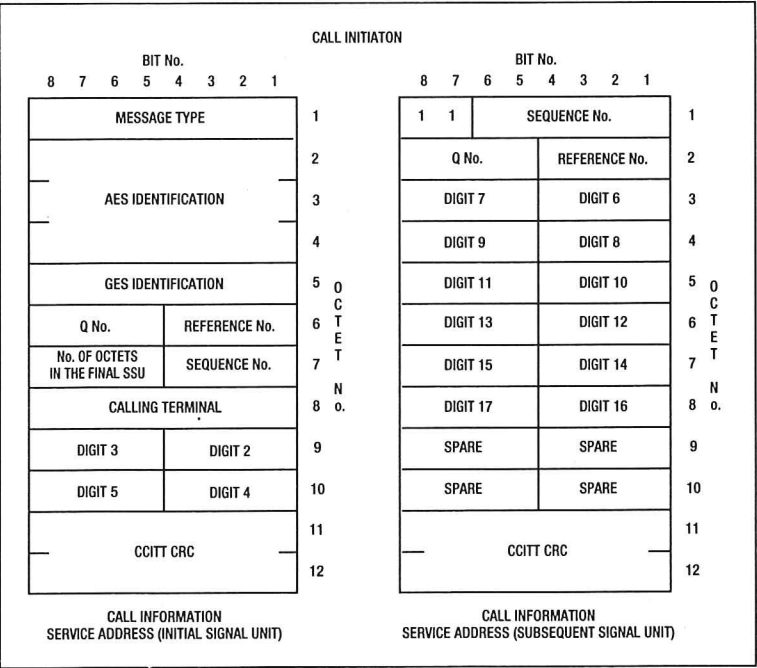 CALL INITIATON
BIT No.
8 7 6 5 4 3 2 1
MESSAGE TYPE
1
2
AES IDENTIFICATION
3
4
GES IDENTIFICATION
5
Q No. REFERENCE No.
6
No. OF OCTETS
IN THE FINAL SSU
SEQUENCE No.
7
CALLING TERMINAL
8
DIGIT 3 DIGIT 2
9
DIGIT 5 DIGIT 4
10
11
CCITT CRC
12
OCTET No.
CALL INFORMATION
SERVICE ADDRESS (INITIAL SIGNAL UNIT)
BIT No.
8 7 6 5 4 3 2 1
1 1 SEQUENCE No.
1
Q No. REFERENCE No.
2
DIGIT 7 DIGIT 6
3
DIGIT 9 DIGIT 8
4
DIGIT 11 DIGIT 10
5
DIGIT 13 DIGIT 12
6
DIGIT 15 DIGIT 14
7
DIGIT 17 DIGIT 16
8
SPARE SPARE
9
SPARE SPARE
10
11
CCITT CRC
12
OCTET No.
CALL INFORMATION
SERVICE ADDRESS (SUBSEQUENT SIGNAL UNIT)